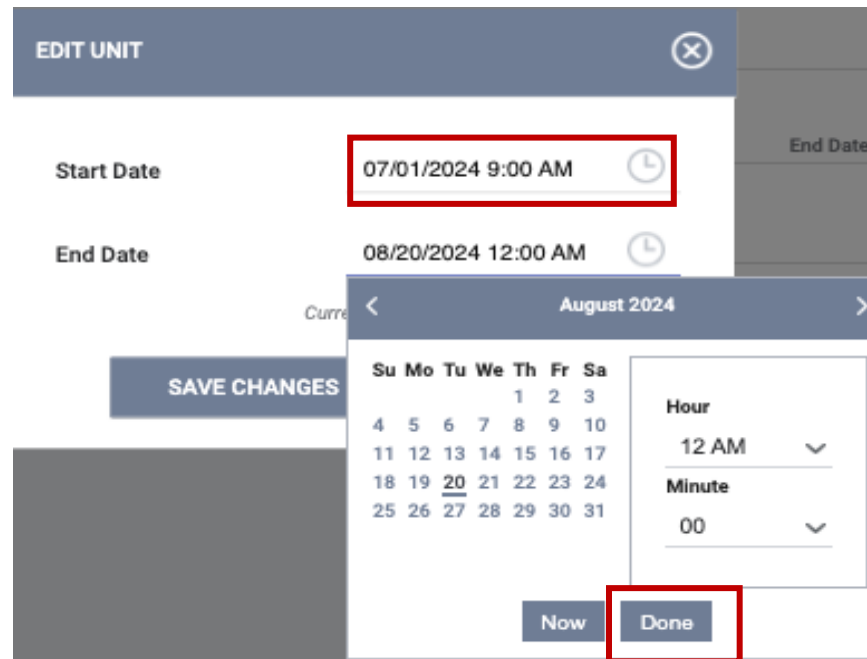 EDIT UNIT
End Date
Start Date 07/01/2024 9:00 AM
End Date 08/20/2024 12:00 AM
Curre
August 2024
Su Mo Tu We Th Fr Sa
1 2 3
4 5 6 7 8 9 10
11 12 13 14 15 16 17
18 19 20 21 22 23 24
25 26 27 28 29 30 31
Hour
12 AM
Minute
00
Now Done
SAVE CHANGES